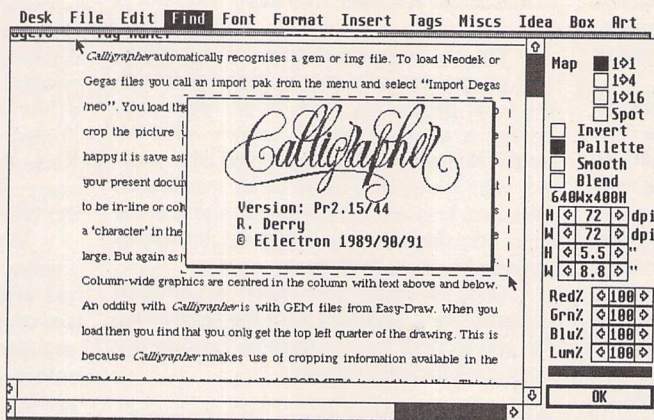 Desk File Edit Find Font Format Insert Tags Miscs Idea Box Art
Calligrapher automatically recognises a gem or img file. To load Neodek or
Gegas files you call an import pak from the menu and select “Import Degas
/neo”. You load the
crop the picture
happy it is save as
your present docum
to be in-line or col
a ‘character’ in the
large. But again as
Column-wide graphics are centred in the column with text above and below.
An oddity with Calligrapher is with GEM files from Easy-Draw. When you
load then you find that you only get the top left quarter of the drawing. This is
because Calligrapher nmakes use of cropping information available in the
Calligrapher
Version: Pr2.15/44
R. Derry
© Eclectron 1989/90/91
Map 1◊1
1◊4
1◊16
Spot
Invert
Pallette
Smooth
Blend
640Wx400H
H 72 dpi
W 72 dpi
H 5.5 "
W 8.8 "
Red% 100
Grn% 100
Blu% 100
Lum% 100
OK